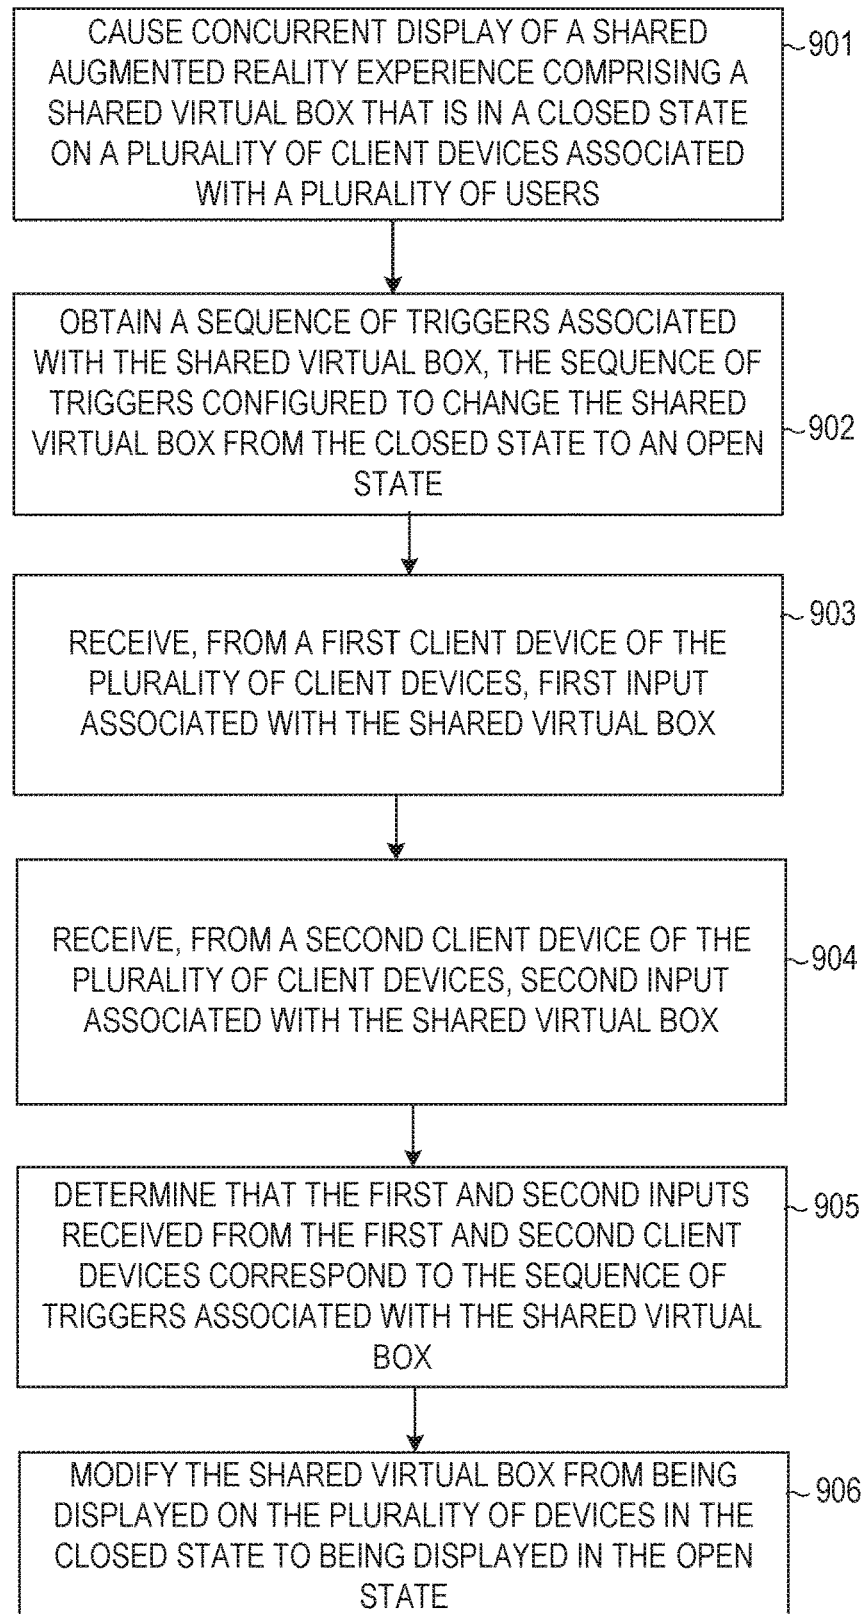 CAUSE CONCURRENT DISPLAY OF A SHARED
AUGMENTED REALITY EXPERIENCE COMPRISING A
SHARED VIRTUAL BOX THAT IS IN A CLOSED STATE
ON A PLURALITY OF CLIENT DEVICES ASSOCIATED
WITH A PLURALITY OF USERS
901
OBTAIN A SEQUENCE OF TRIGGERS ASSOCIATED
WITH THE SHARED VIRTUAL BOX, THE SEQUENCE OF
TRIGGERS CONFIGURED TO CHANGE THE SHARED
VIRTUAL BOX FROM THE CLOSED STATE TO AN OPEN
STATE
902
RECEIVE, FROM A FIRST CLIENT DEVICE OF THE
PLURALITY OF CLIENT DEVICES, FIRST INPUT
ASSOCIATED WITH THE SHARED VIRTUAL BOX
903
RECEIVE, FROM A SECOND CLIENT DEVICE OF THE
PLURALITY OF CLIENT DEVICES, SECOND INPUT
ASSOCIATED WITH THE SHARED VIRTUAL BOX
904
DETERMINE THAT THE FIRST AND SECOND INPUTS
RECEIVED FROM THE FIRST AND SECOND CLIENT
DEVICES CORRESPOND TO THE SEQUENCE OF
TRIGGERS ASSOCIATED WITH THE SHARED VIRTUAL
BOX
905
MODIFY THE SHARED VIRTUAL BOX FROM BEING
DISPLAYED ON THE PLURALITY OF DEVICES IN THE
CLOSED STATE TO BEING DISPLAYED IN THE OPEN
STATE
906